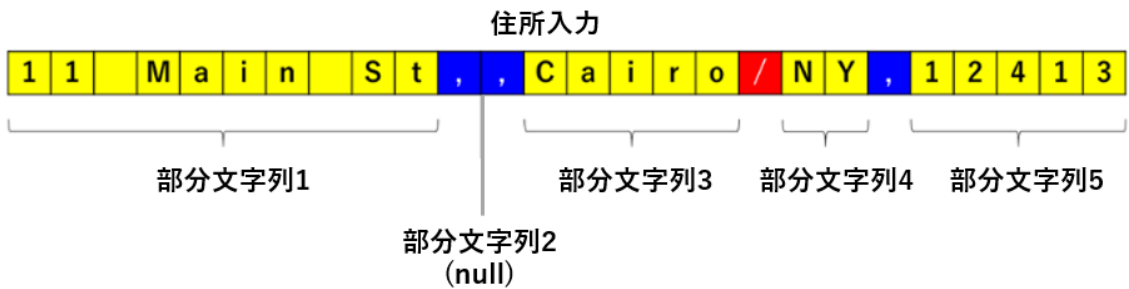 住所入力
11 Main St,,Cairo/NY,12413
部分文字列1 部分文字列3 部分文字列4 部分文字列5
部分文字列2
(null)